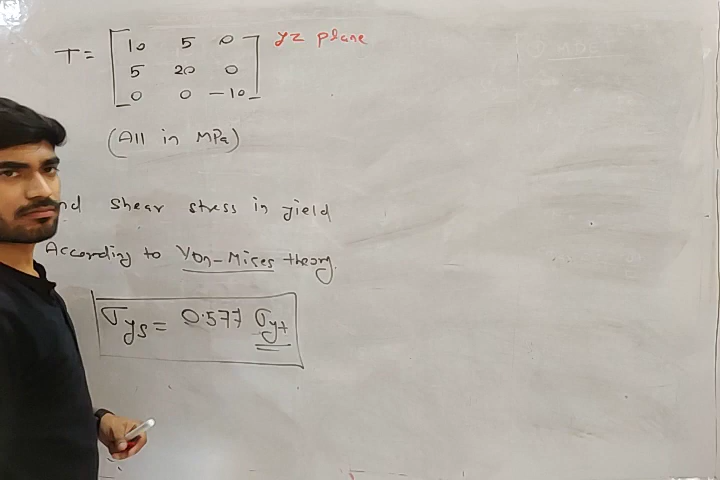 T = [ 10 5 0 ] yz plane
5 20 0
0 0 -10
(All in MPa)
nd shear stress in yield
According to Von-Mises theory.
σys = 0.577 σyt